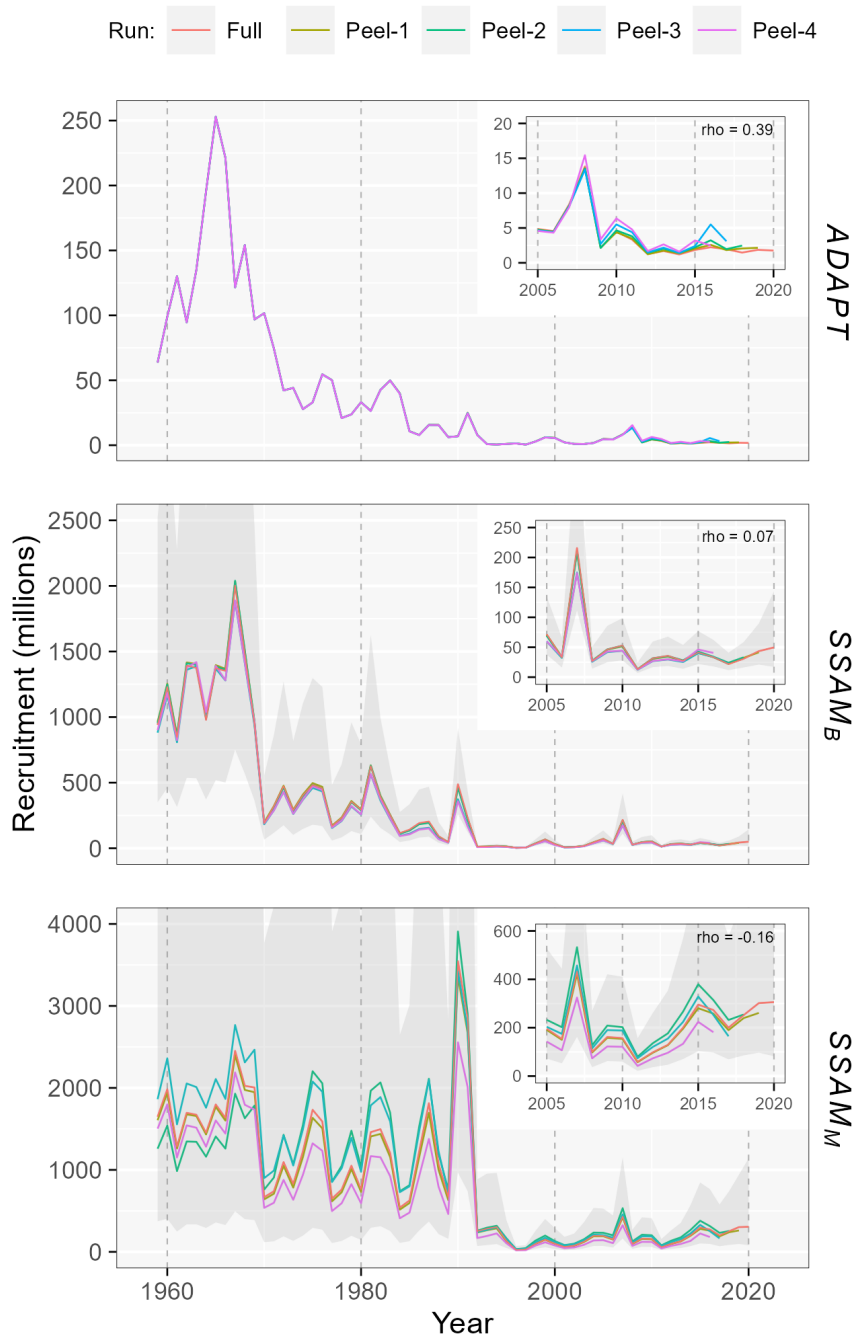 Run: Full Peel-1 Peel-2 Peel-3 Peel-4
250
200
150
100
50
0
20
15
10
5
0
rho = 0.39
2005 2010 2015 2020
ADAPT
Recruitment (millions)
2500
2000
1500
1000
500
0
250
200
150
100
50
0
rho = 0.07
2005 2010 2015 2020
SSAM_B
4000
3000
2000
1000
0
600
400
200
0
rho = -0.16
2005 2010 2015 2020
SSAM_M
1960 1980 2000 2020
Year